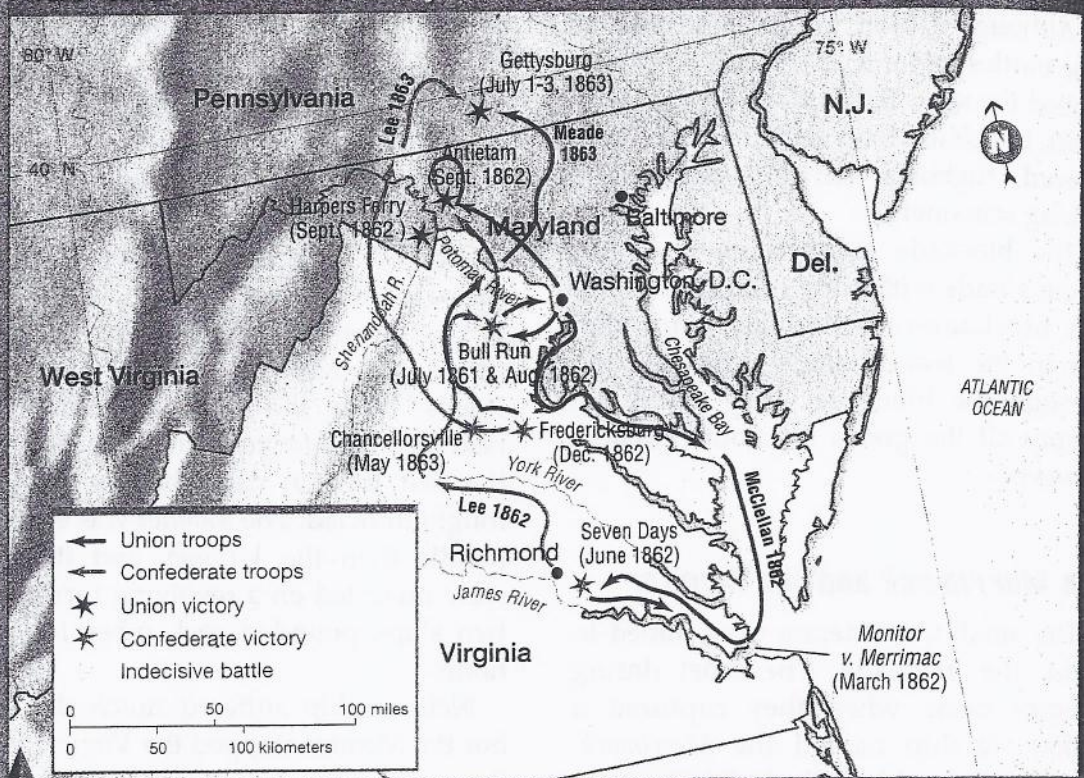 80° W
75° W
40 N
Pennsylvania
Gettysburg
(July 1-3, 1863)
N.J.
Lee 1863
Meade
1863
N
Antietam
(Sept. 1862)
Harpers Ferry
(Sept. 1862)
Maryland
Baltimore
Potomac River
Washington, D.C.
Del.
Shenandoah R.
Bull Run
(July 1861 & Aug. 1862)
West Virginia
Chesapeake Bay
ATLANTIC
OCEAN
Chancellorsville
(May 1863)
Fredericksburg
(Dec. 1862)
York River
McClellan 1862
Lee 1862
Seven Days
(June 1862)
Richmond
James River
Virginia
Monitor
v. Merrimac
(March 1862)
Union troops
Confederate troops
Union victory
Confederate victory
Indecisive battle
0 50 100 miles
0 50 100 kilometers